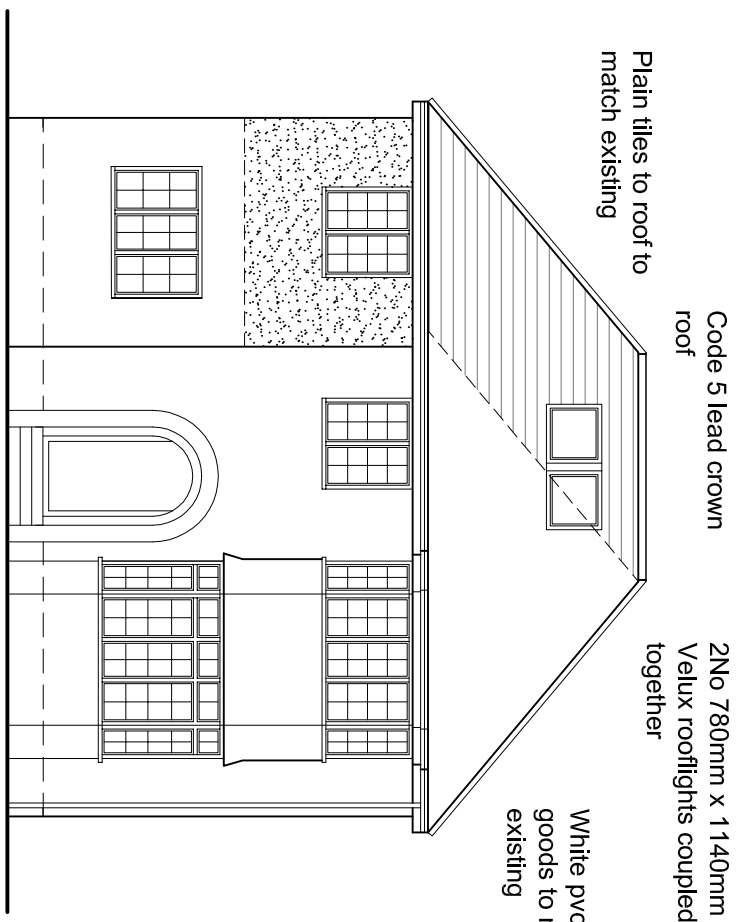 Plain tiles to roof to
match existing
Code 5 lead crown
roof
2No 780mm x 1140mm
Velux rooflights coupled
together
White
goods to
existing